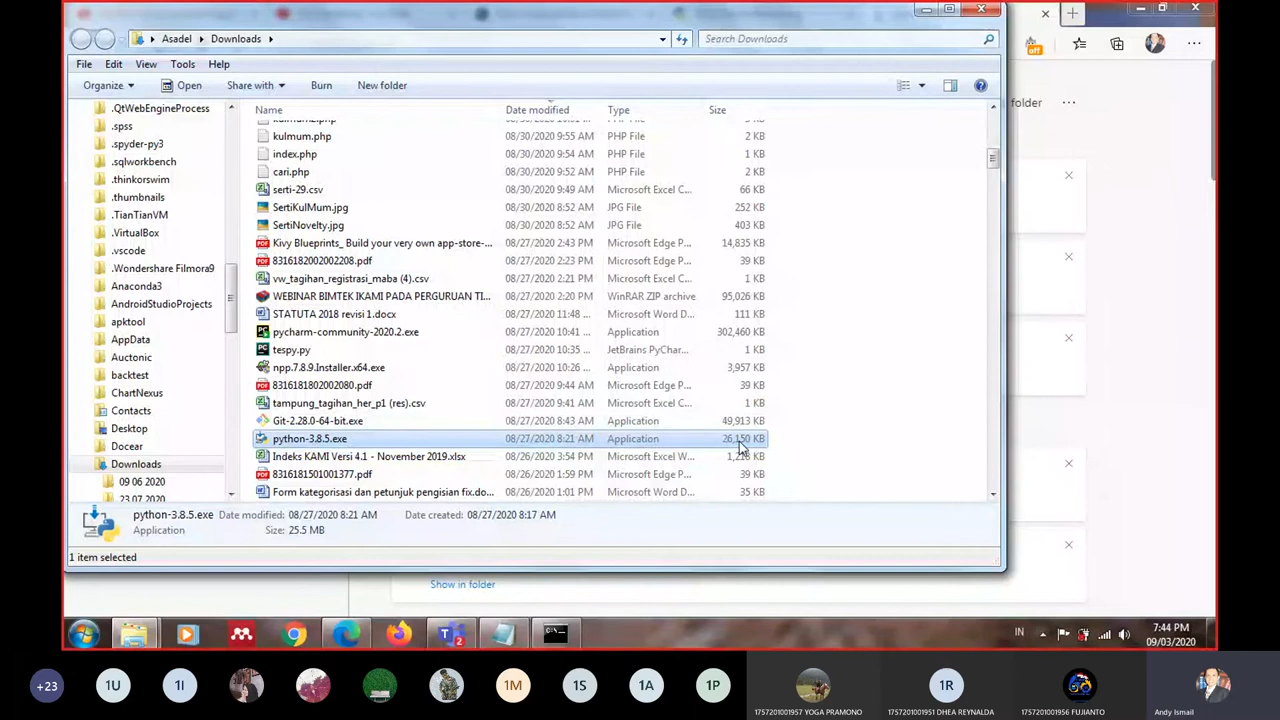 Asadel Downloads Search Downloads
File Edit View Tools Help
Organize Open Share with Burn New folder
folder ...
Name Date modified Type Size
.QtWebEngineProcess
.spss
.spyder-py3
.sqlworkbench
.thinkorswim
.thumbnails
.TianTianVM
.VirtualBox
.vscode
.Wondershare Filmora9
Anaconda3
AndroidStudioProjects
apktool
AppData
Auctonic
backtest
ChartNexus
Contacts
Desktop
Docear
Downloads
09 06 2020
23 07 2020
kulmum.php 08/30/2020 9:55 AM PHP File 2 KB
index.php 08/30/2020 9:54 AM PHP File 1 KB
cari.php 08/30/2020 9:52 AM PHP File 2 KB
serti-29.csv 08/30/2020 9:49 AM Microsoft Excel C... 66 KB
SertiKulMum.jpg 08/30/2020 8:52 AM JPG File 252 KB
SertiNovelty.jpg 08/30/2020 8:52 AM JPG File 403 KB
Kivy Blueprints_ Build your very own app-store-... 08/27/2020 2:43 PM Microsoft Edge P... 14,835 KB
8316182002002208.pdf 08/27/2020 2:23 PM Microsoft Edge P... 39 KB
vw_tagihan_registrasi_maba (4).csv 08/27/2020 2:21 PM Microsoft Excel C... 1 KB
WEBINAR BIMTEK IKAMI PADA PERGURUAN TI... 08/27/2020 2:20 PM WinRAR ZIP archive 95,026 KB
STATUTA 2018 revisi 1.docx 08/27/2020 11:48 ... Microsoft Word D... 111 KB
pycharm-community-2020.2.exe 08/27/2020 10:41 ... Application 302,460 KB
tespy.py 08/27/2020 10:35 ... JetBrains PyChar... 1 KB
npp.7.8.9.Installer.x64.exe 08/27/2020 10:26 ... Application 3,957 KB
8316181802002080.pdf 08/27/2020 9:44 AM Microsoft Edge P... 39 KB
tampung_tagihan_her_p1 (res).csv 08/27/2020 9:41 AM Microsoft Excel C... 1 KB
Git-2.28.0-64-bit.exe 08/27/2020 8:43 AM Application 49,913 KB
python-3.8.5.exe 08/27/2020 8:21 AM Application 26,150 KB
Indeks KAMI Versi 4.1 - November 2019.xlsx 08/26/2020 3:54 PM Microsoft Excel W... KB
8316181501001377.pdf 08/26/2020 1:59 PM Microsoft Edge P... 39 KB
Form kategorisasi dan petunjuk pengisian fix.do... 08/26/2020 1:01 PM Microsoft Word D... 35 KB
python-3.8.5.exe Date modified: 08/27/2020 8:21 AM Date created: 08/27/2020 8:17 AM
Application Size: 25.5 MB
1 item selected
Show in folder
off
2
IN 7:44 PM
09/03/2020
+23 1U 1I 1M 1S 1A 1P 1R
1757201001957 YOGA PRAMONO 1757201001951 DHEA REYNALDA 1757201001956 FUJIANTO Andy Ismail